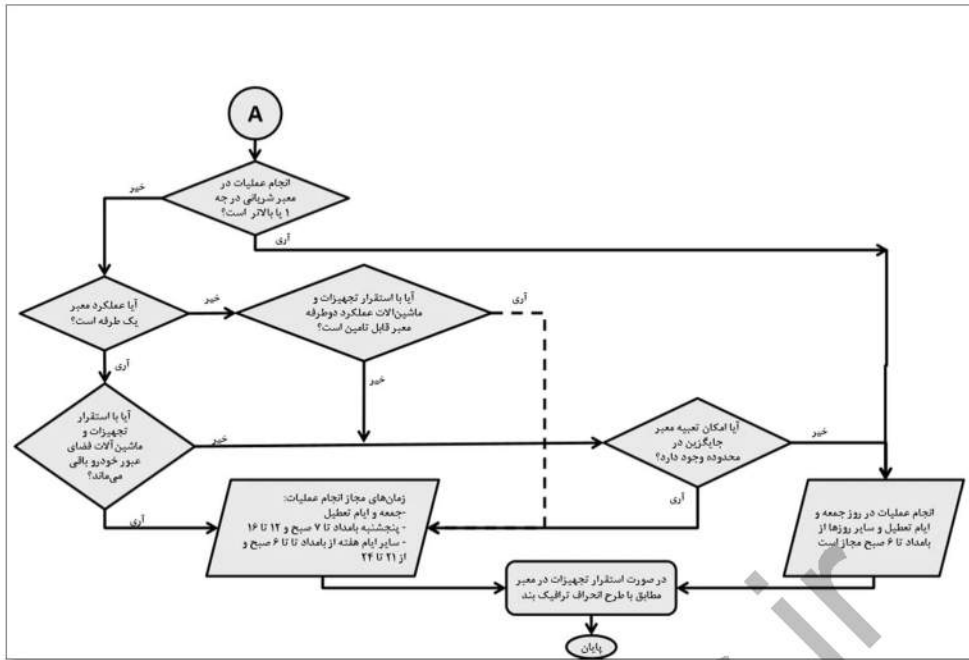 A
انجام عملیات در
معبر شریانی درجه
۱ یا بالاتر است؟
خیر
آری
آیا عملکرد معبر
یک طرفه است؟
خیر
آری
آیا با استقرار تجهیزات و
ماشین‌آلات عملکرد دوطرفه
معبر قابل تامین است؟
آری
خیر
آیا با استقرار
تجهیزات و
ماشین آلات فضای
عبور خودرو باقی
می‌ماند؟
خیر
آری
آیا امکان تعبیه معبر
جایگزین در
محدوده وجود دارد؟
خیر
آری
زمان‌های مجاز انجام عملیات:
-جمعه و ایام تعطیل
- پنجشنبه بامداد تا ۷ صبح و ۱۲ تا ۱۶
- سایر ایام هفته از بامداد تا تا ۶ صبح و
از ۲۱ تا ۲۴
انجام عملیات در روز جمعه و
ایام تعطیل و سایر روزها از
بامداد تا ۶ صبح مجاز است
در صورت استقرار تجهیزات در معبر
مطابق با طرح انحراف ترافیک بند
پایان